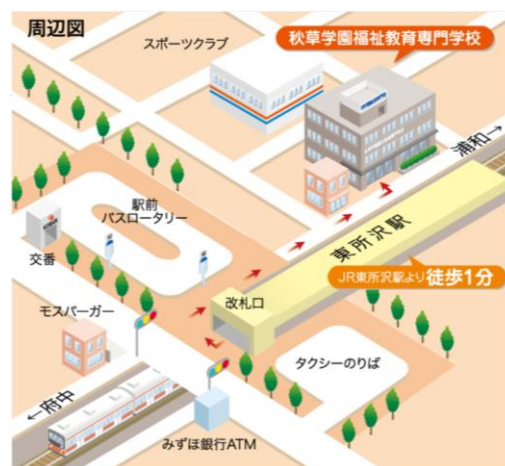 周辺図
スポーツクラブ
秋草学園福祉教育専門学校
浦和→
駅前
バスロータリー
東所沢駅
交番
JR東所沢駅より徒歩1分
改札口
モスバーガー
タクシーのりば
←府中
みずほ銀行ATM